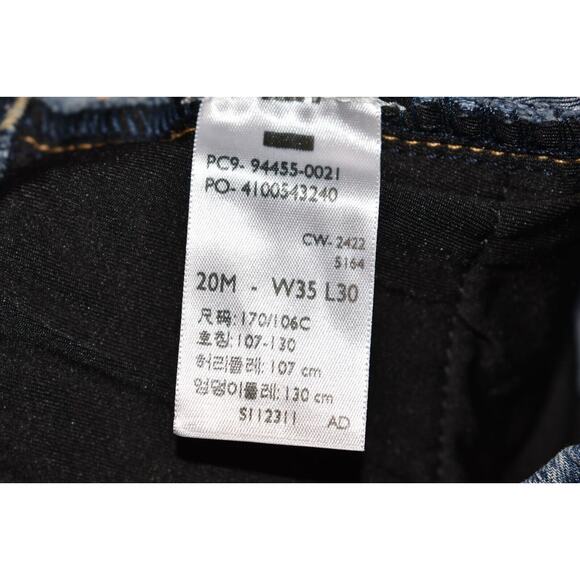 PC9- 94455-0021
PO- 4100543240
CW- 2422
5164
20M - W35 L30
尺码:170/106C
호칭:107-130
허리둘레: 107 cm
엉덩이둘레: 130 cm
S112311 AD